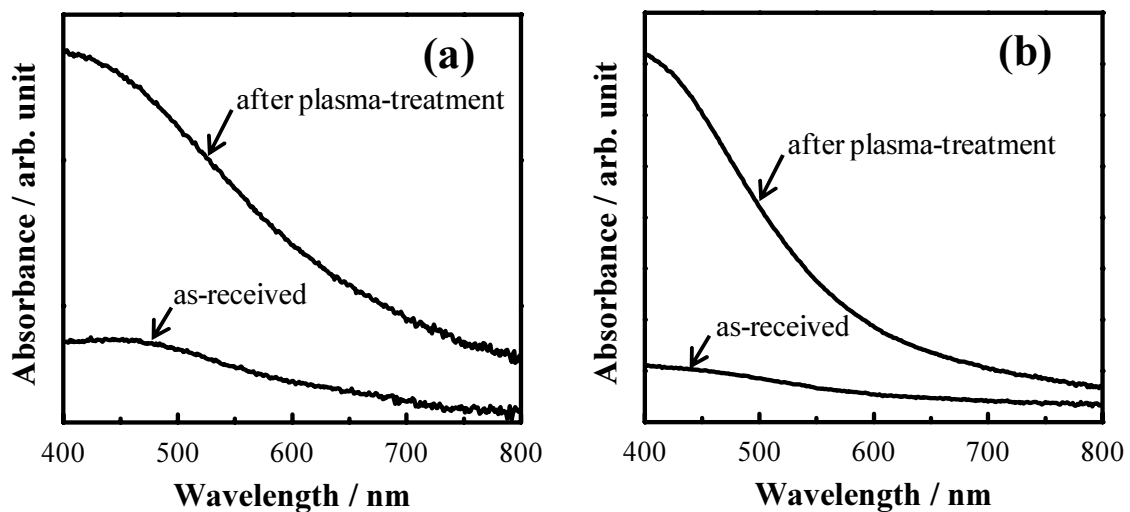 (a)
after plasma-treatment
as-received
Absorbance / arb. unit
400 500 600 700 800
Wavelength / nm
(b)
after plasma-treatment
as-received
Absorbance / arb. unit
400 500 600 700 800
Wavelength / nm